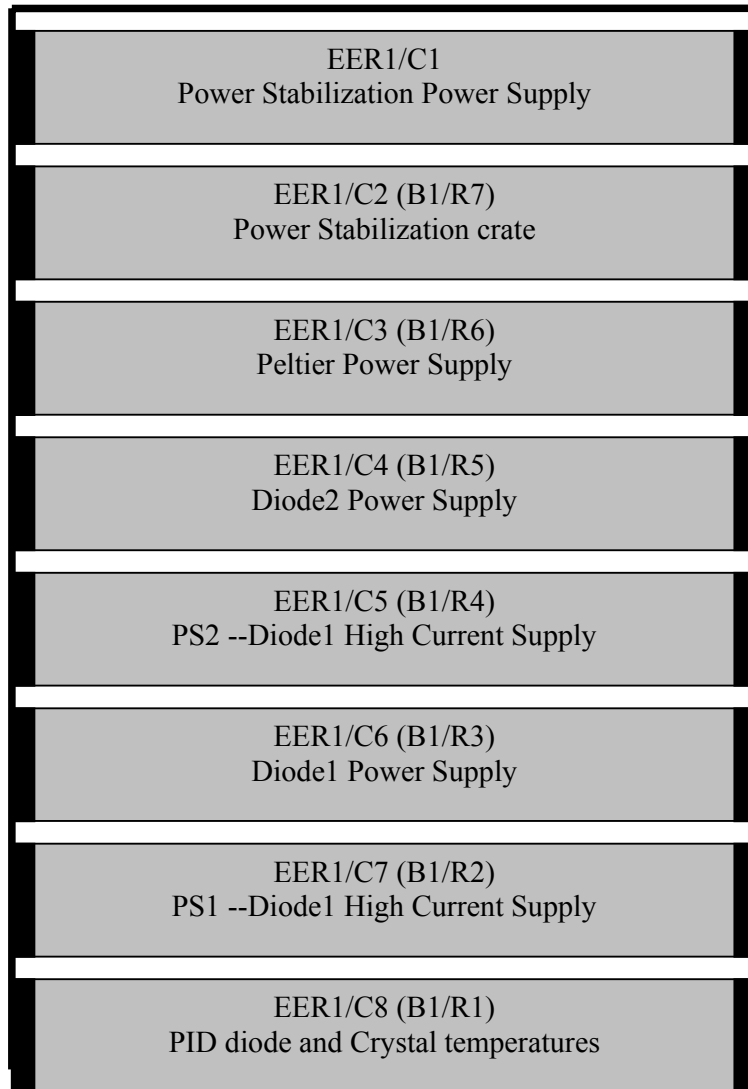 EER1/C1
Power Stabilization Power Supply
EER1/C2 (B1/R7)
Power Stabilization crate
EER1/C3 (B1/R6)
Peltier Power Supply
EER1/C4 (B1/R5)
Diode2 Power Supply
EER1/C5 (B1/R4)
PS2 --Diode1 High Current Supply
EER1/C6 (B1/R3)
Diode1 Power Supply
EER1/C7 (B1/R2)
PS1 --Diode1 High Current Supply
EER1/C8 (B1/R1)
PID diode and Crystal temperatures